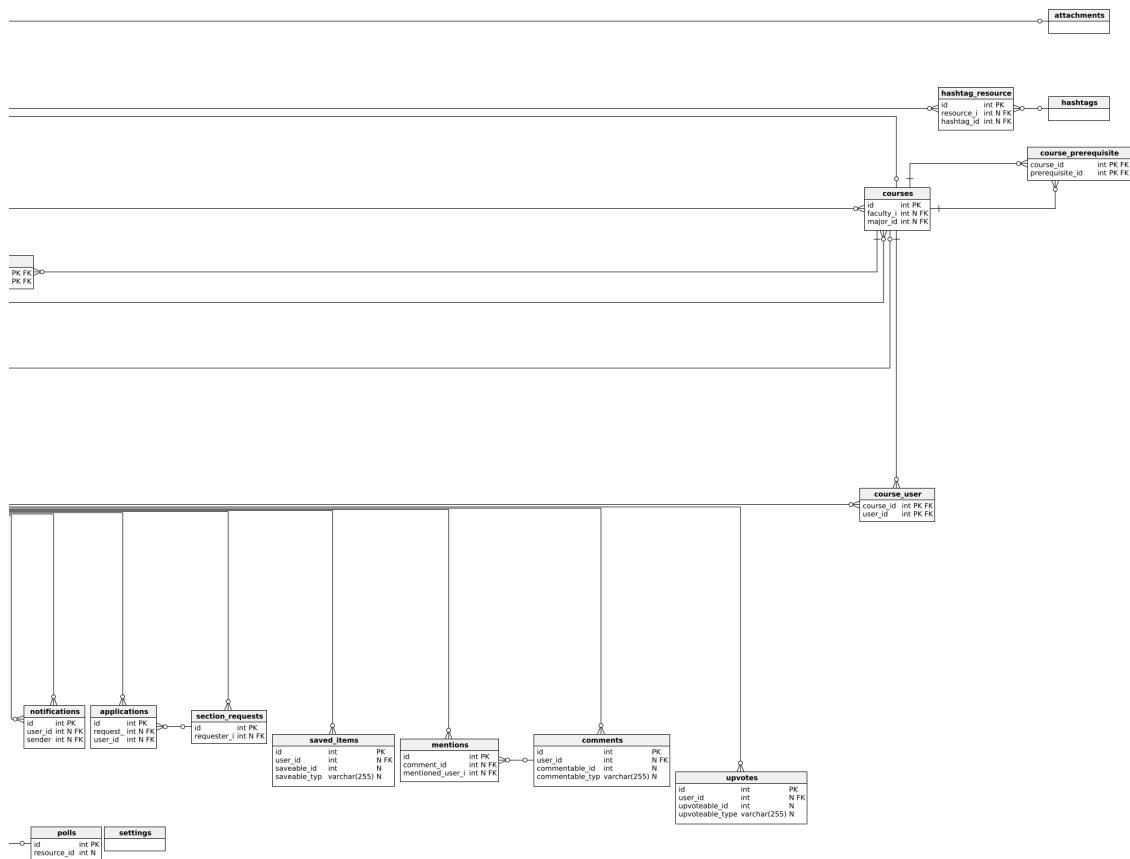 attachments
hashtag_resource
id int PK
resource_i int N FK
hashtag_id int N FK
hashtags
course_prerequisite
course_id int PK FK
prerequisite_id int PK FK
courses
id int PK
faculty_i int N FK
major_id int N FK
PK FK
PK FK
course_user
course_id int PK FK
user_id int PK FK
notifications
id int PK
user_id int N FK
sender int N FK
applications
id int PK
request_ int N FK
user_id int N FK
section_requests
id int PK
requester_i int N FK
saved_items
id int PK
user_id int N FK
saveable_id int N
saveable_typ varchar(255) N
mentions
id int PK
comment_id int N FK
mentioned_user_i int N FK
comments
id int PK
user_id int N FK
commentable_id int N
commentable_typ varchar(255) N
upvotes
id int PK
user_id int N FK
upvoteable_id int N
upvoteable_type varchar(255) N
polls
id int PK
resource_id int N
settings